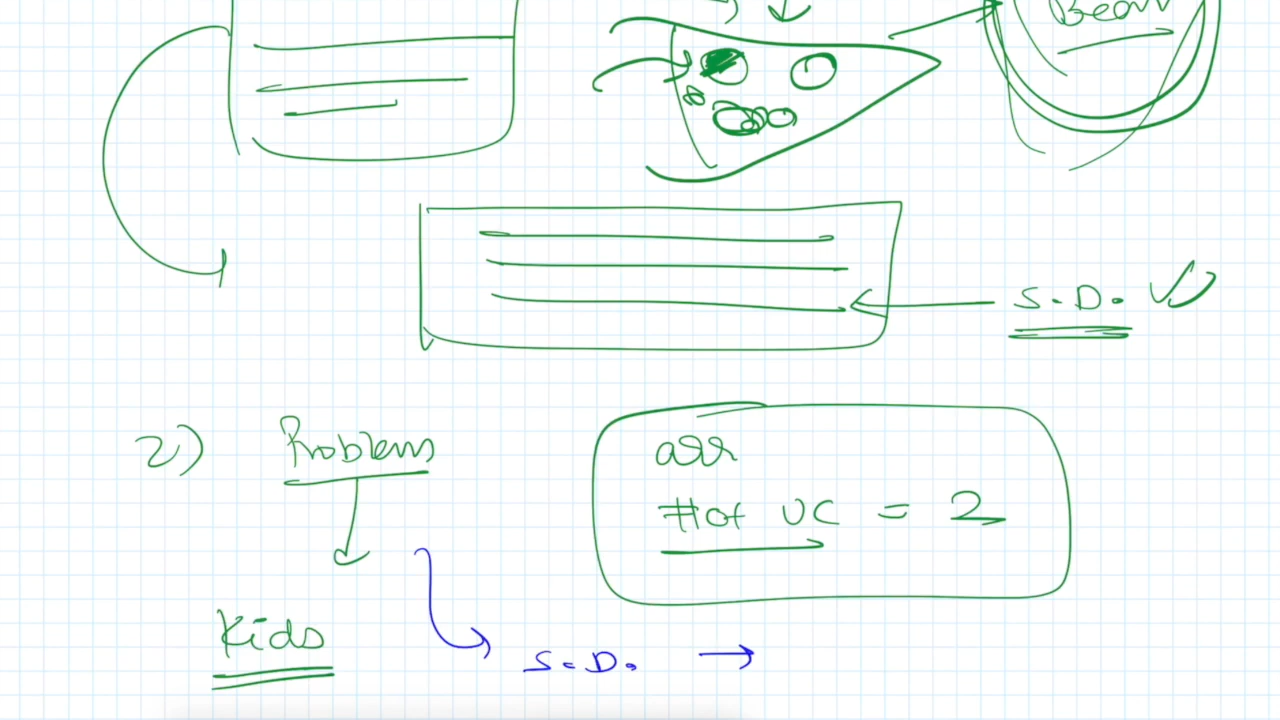 Bean
S.D.
2) Problems
arr
#of UC = 2
Kids
S.D. →